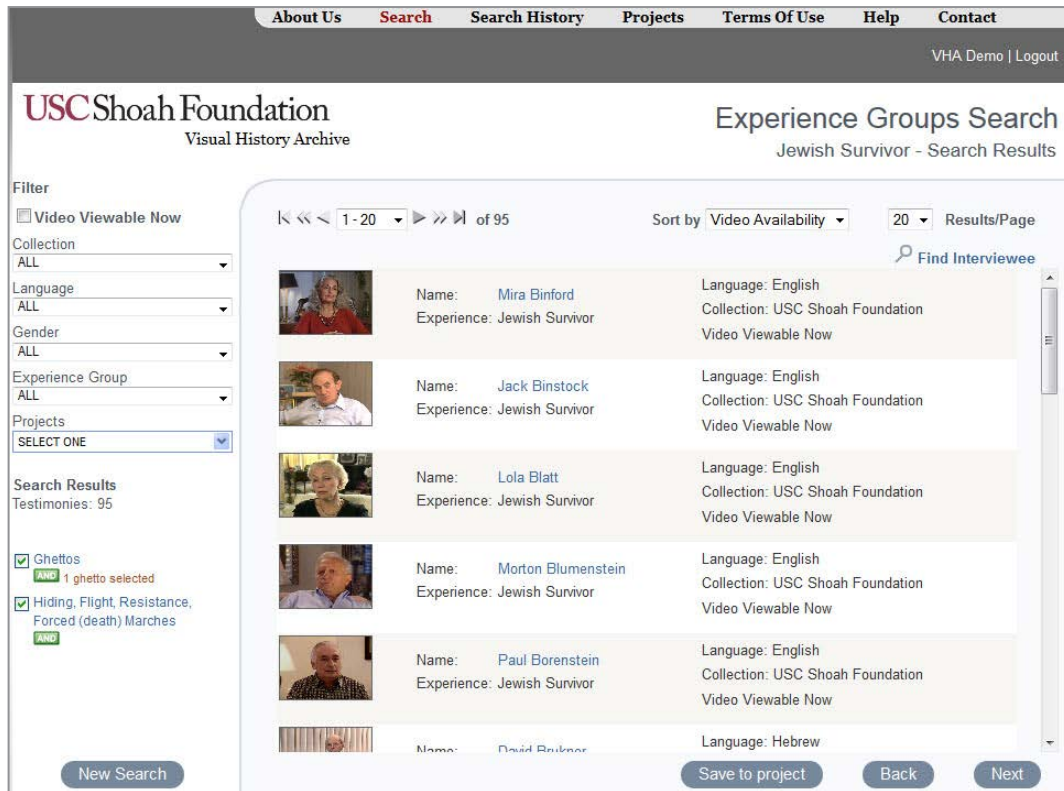 About Us Search Search History Projects Terms Of Use Help Contact
VHA Demo | Logout
USC Shoah Foundation
Visual History Archive
Experience Groups Search
Jewish Survivor - Search Results
Filter
Video Viewable Now
Collection
ALL
Language
ALL
Gender
ALL
Experience Group
ALL
Projects
SELECT ONE
Search Results
Testimonies: 95
Ghettos
AND 1 ghetto selected
Hiding, Flight, Resistance,
Forced (death) Marches
AND
New Search
1 - 20 of 95 Sort by Video Availability 20 Results/Page
Find Interviewee
Name: Mira Binford
Experience: Jewish Survivor
Language: English
Collection: USC Shoah Foundation
Video Viewable Now
Name: Jack Binstock
Experience: Jewish Survivor
Language: English
Collection: USC Shoah Foundation
Video Viewable Now
Name: Lola Blatt
Experience: Jewish Survivor
Language: English
Collection: USC Shoah Foundation
Video Viewable Now
Name: Morton Blumenstein
Experience: Jewish Survivor
Language: English
Collection: USC Shoah Foundation
Video Viewable Now
Name: Paul Borenstein
Experience: Jewish Survivor
Language: English
Collection: USC Shoah Foundation
Video Viewable Now
Name: David Brukner
Language: Hebrew
Save to project Back Next